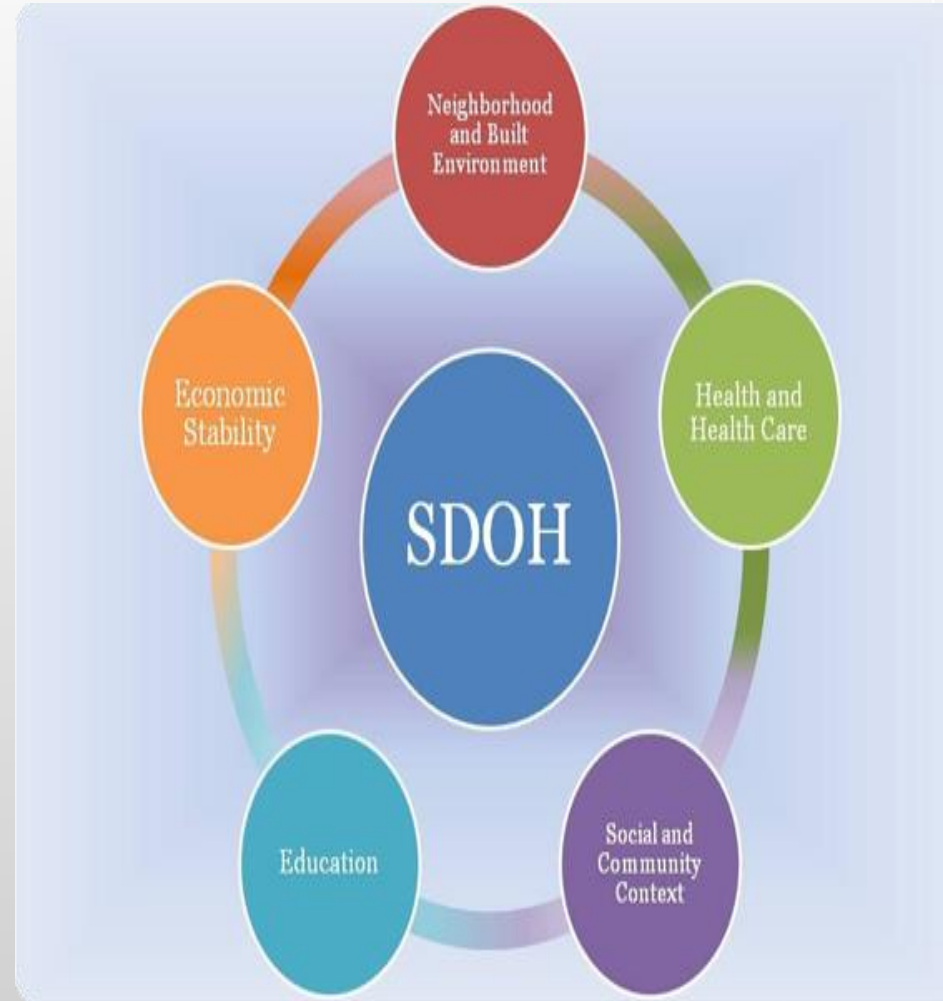 Neighborhood
and Built
Environment
Economic
Stability
Health and
Health Care
SDOH
Education
Social and
Community
Context